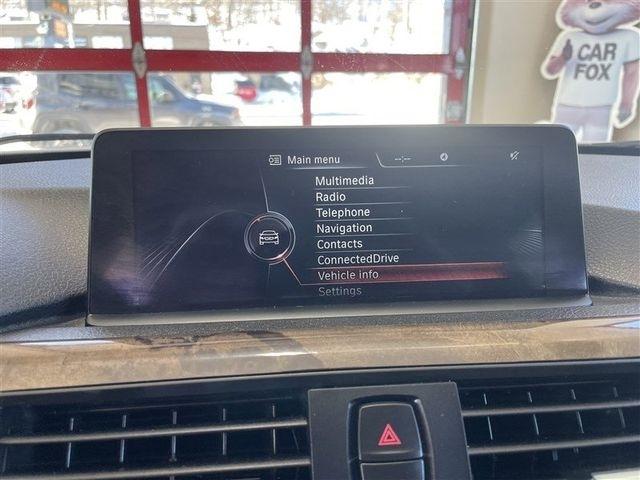 CAR
FOX
Main menu
--:--
Multimedia
Radio
Telephone
Navigation
Contacts
ConnectedDrive
Vehicle info
Settings